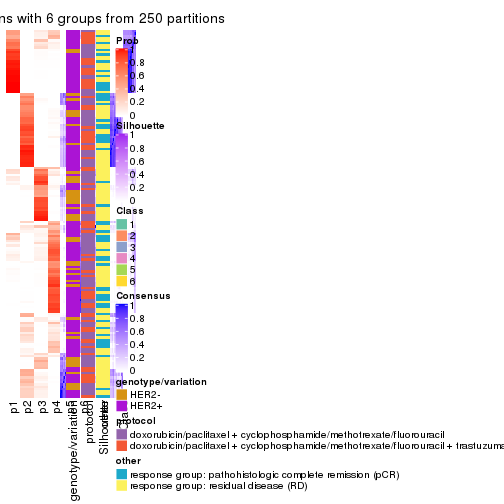 ns with 6 groups from 250 partitions
Prob
1
0.8
0.6
0.4
0.2
0
Silhouette
1
0.8
0.6
0.4
0.2
0
Class
1
2
3
4
5
6
Consensus
1
0.8
0.6
0.4
0.2
0
genotype/variation
HER2-
HER2+
protocol
doxorubicin/paclitaxel + cyclophosphamide/methotrexate/fluorouracil
doxorubicin/paclitaxel + cyclophosphamide/methotrexate/fluorouracil + trastuzuma
other
response group: pathohistologic complete remission (pCR)
response group: residual disease (RD)
p1
p2
p3
p4
genotype/variation
protocol
Silhouette